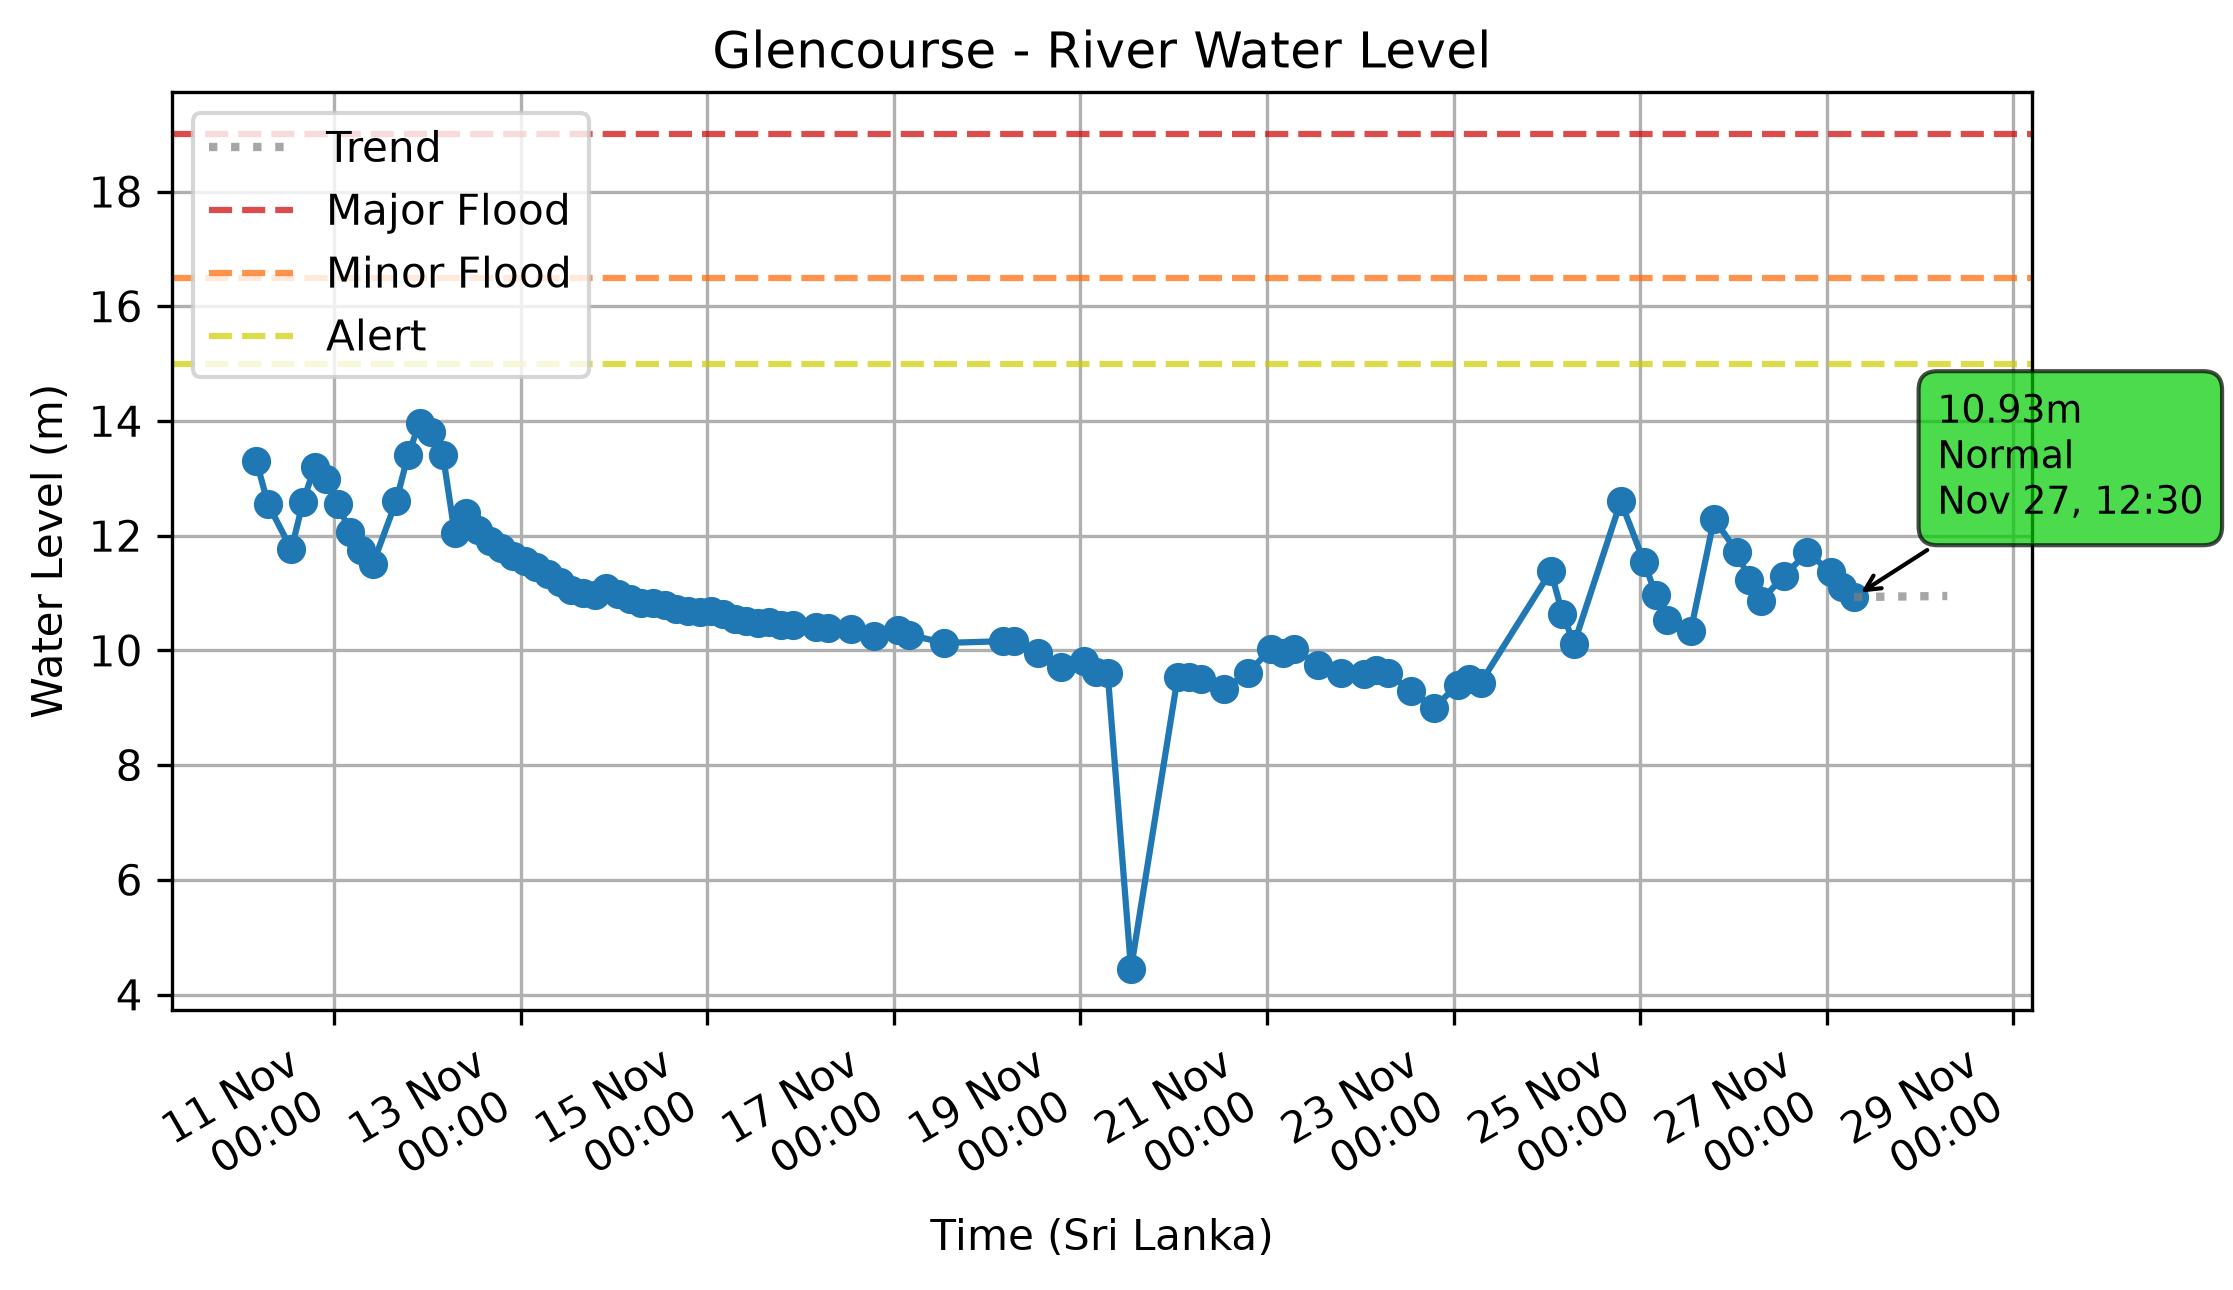 Glencourse - River Water Level
Trend
Major Flood
Minor Flood
Alert
Water Level (m)
18
16
14
12
10
8
6
4
10.93m
Normal
Nov 27, 12:30
11 Nov
00:00
13 Nov
00:00
15 Nov
00:00
17 Nov
00:00
19 Nov
00:00
21 Nov
00:00
23 Nov
00:00
25 Nov
00:00
27 Nov
00:00
29 Nov
00:00
Time (Sri Lanka)